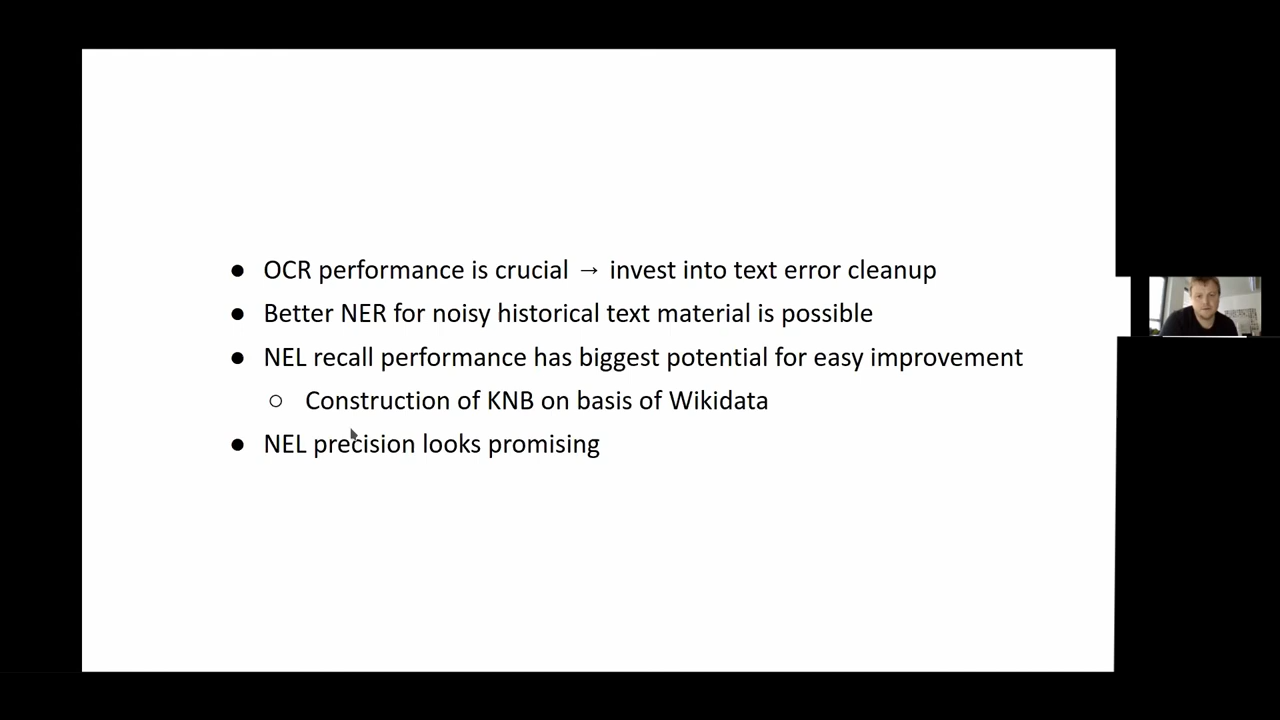 ● OCR performance is crucial → invest into text error cleanup
● Better NER for noisy historical text material is possible
● NEL recall performance has biggest potential for easy improvement
○ Construction of KNB on basis of Wikidata
● NEL precision looks promising